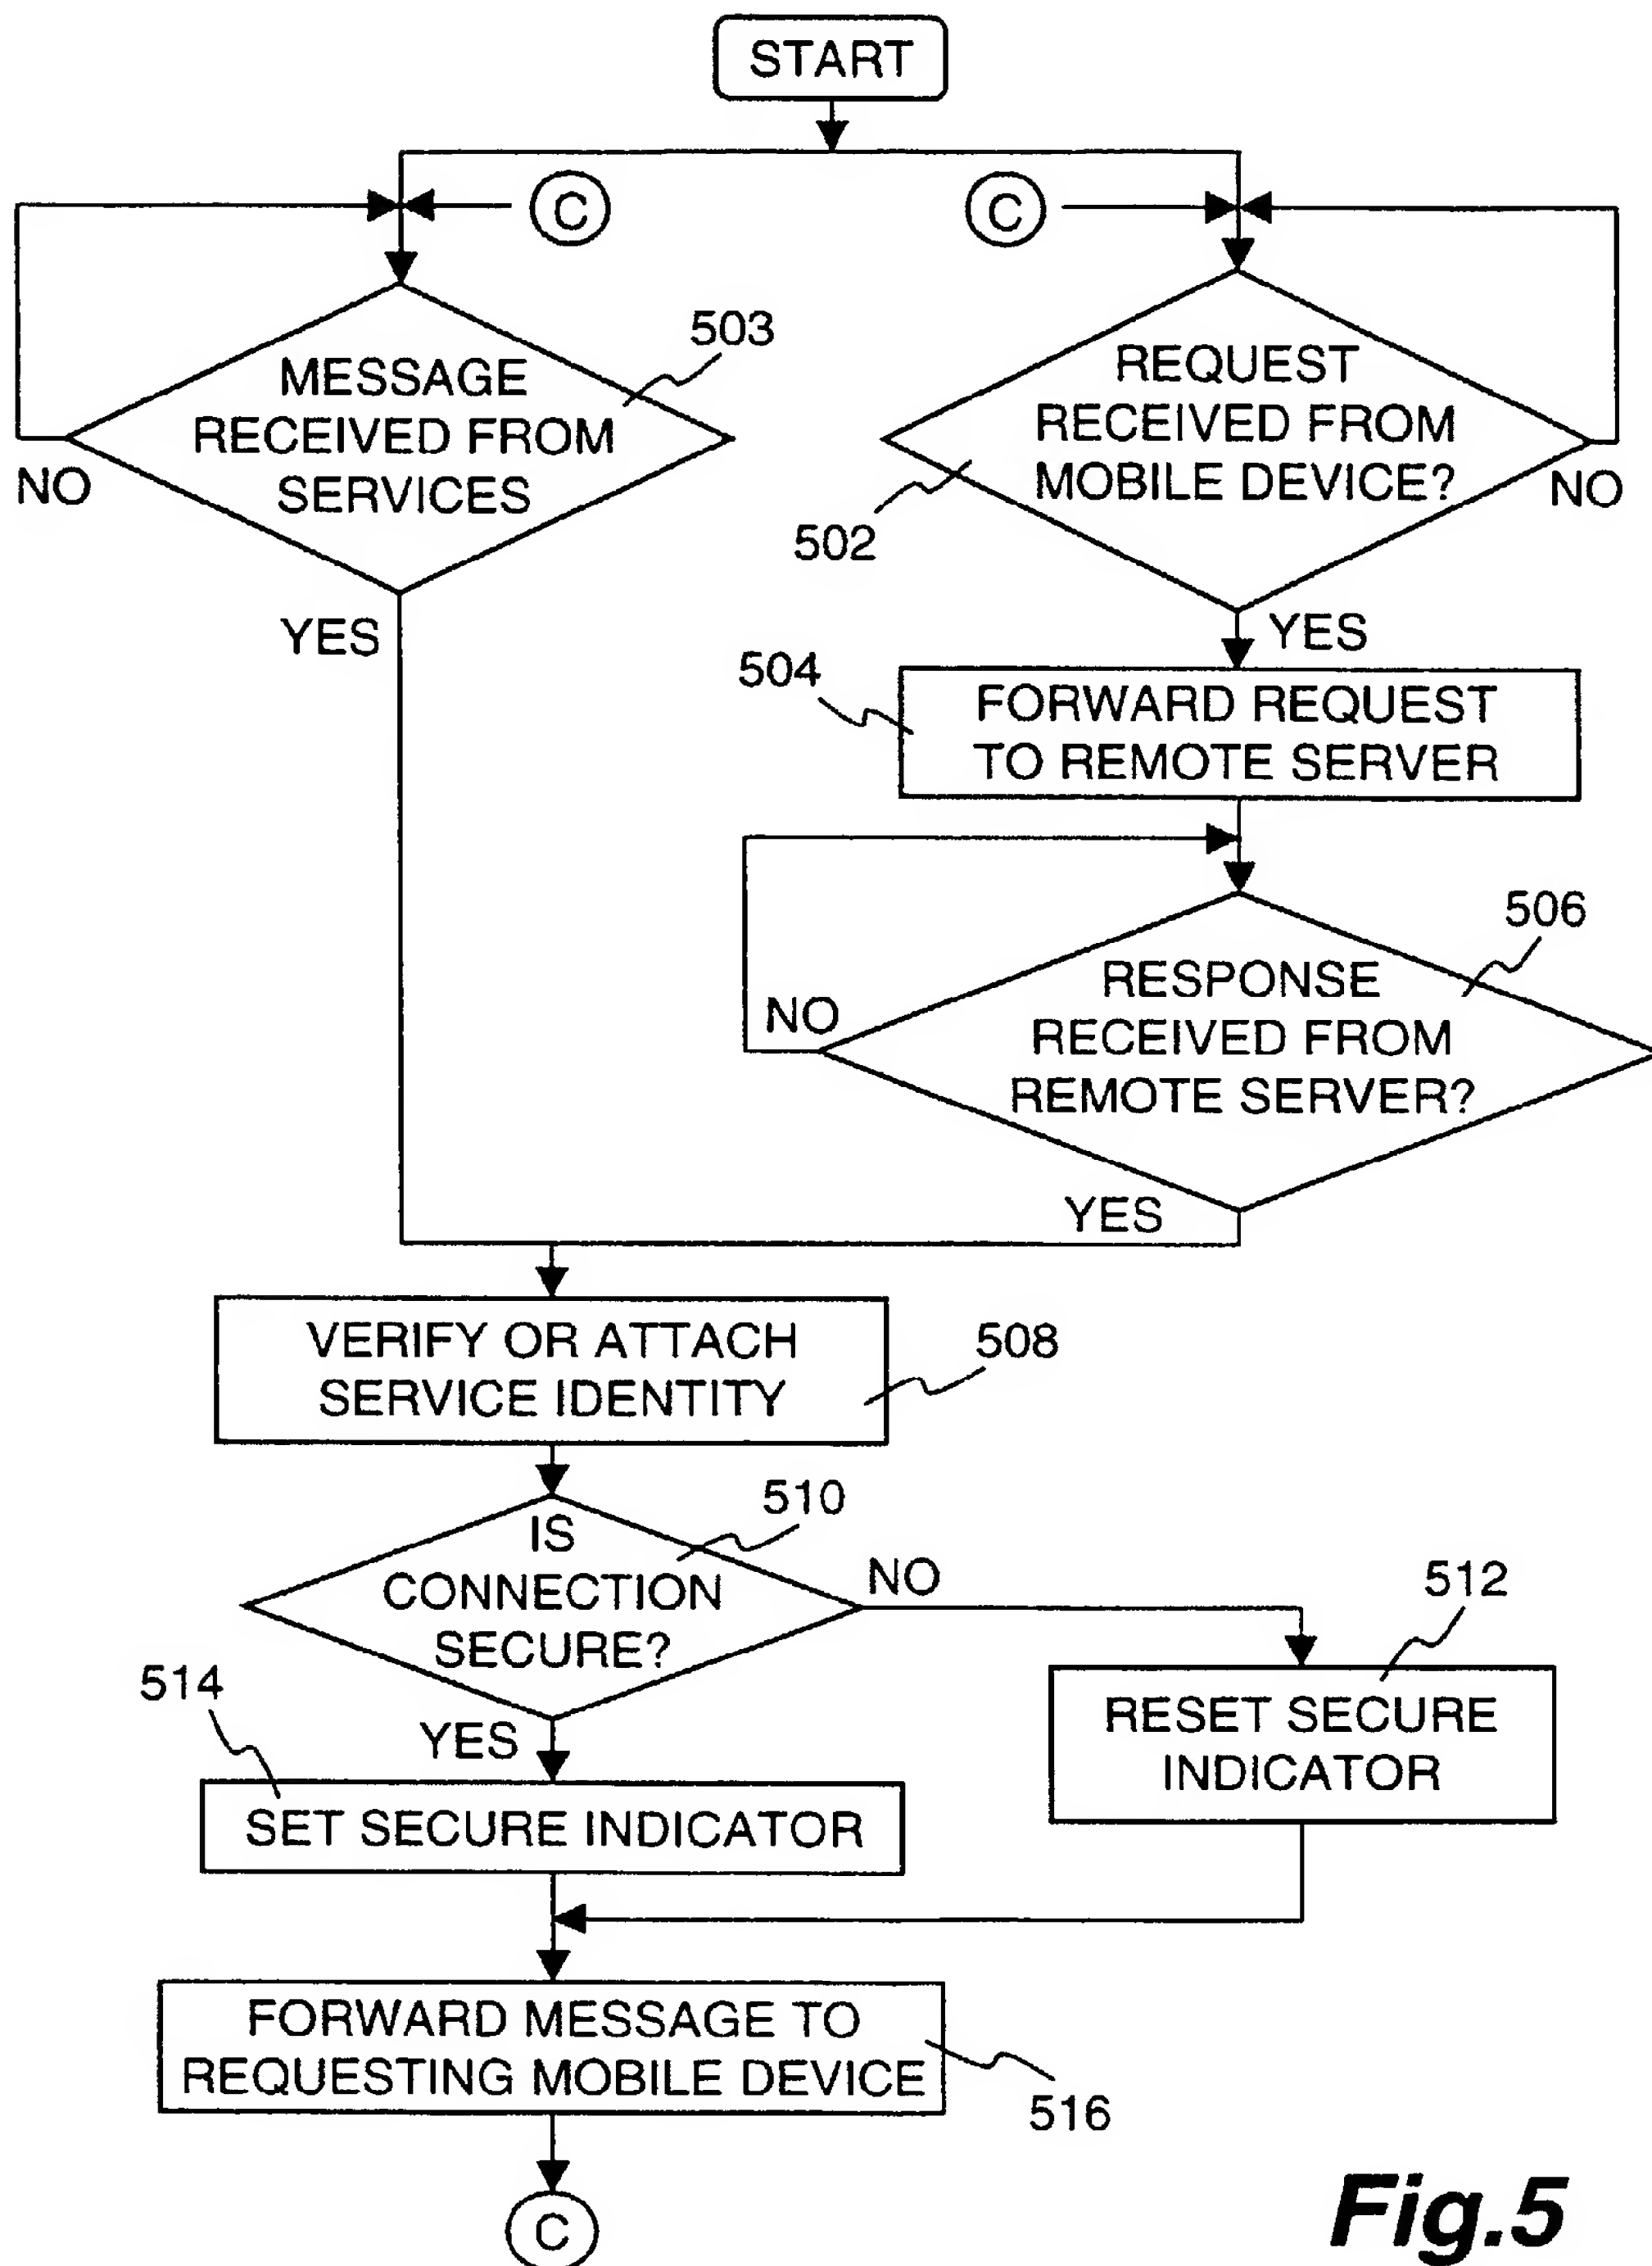 START
C
C
503
MESSAGE
RECEIVED FROM
SERVICES
NO
YES
REQUEST
RECEIVED FROM
MOBILE DEVICE?
502
NO
YES
504
FORWARD REQUEST
TO REMOTE SERVER
506
RESPONSE
RECEIVED FROM
REMOTE SERVER?
NO
YES
VERIFY OR ATTACH
SERVICE IDENTITY
508
510
IS
CONNECTION
SECURE?
NO
512
RESET SECURE
INDICATOR
514
YES
SET SECURE INDICATOR
FORWARD MESSAGE TO
REQUESTING MOBILE DEVICE
516
C
Fig.5